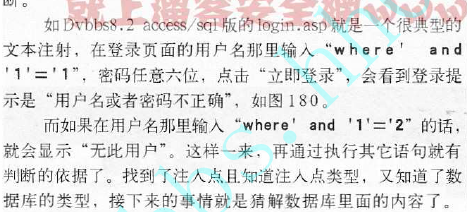 断。
如Dvbbs8.2 access/sql版的login.asp就是一个很典型的
文本注射，在登录页面的用户名那里输入“where' and
'1'='1”，密码任意六位，点击“立即登录”，会看到登录提
示是“用户名或者密码不正确”，如图180。
而如果在用户名那里输入“where' and '1'='2”的话，
就会显示“无此用户”。这样一来，再通过执行其它语句就有
判断的依据了。找到了注入点且知道注入点类型，又知道了数
据库的类型，接下来的事情就是猜解数据库里面的内容了。